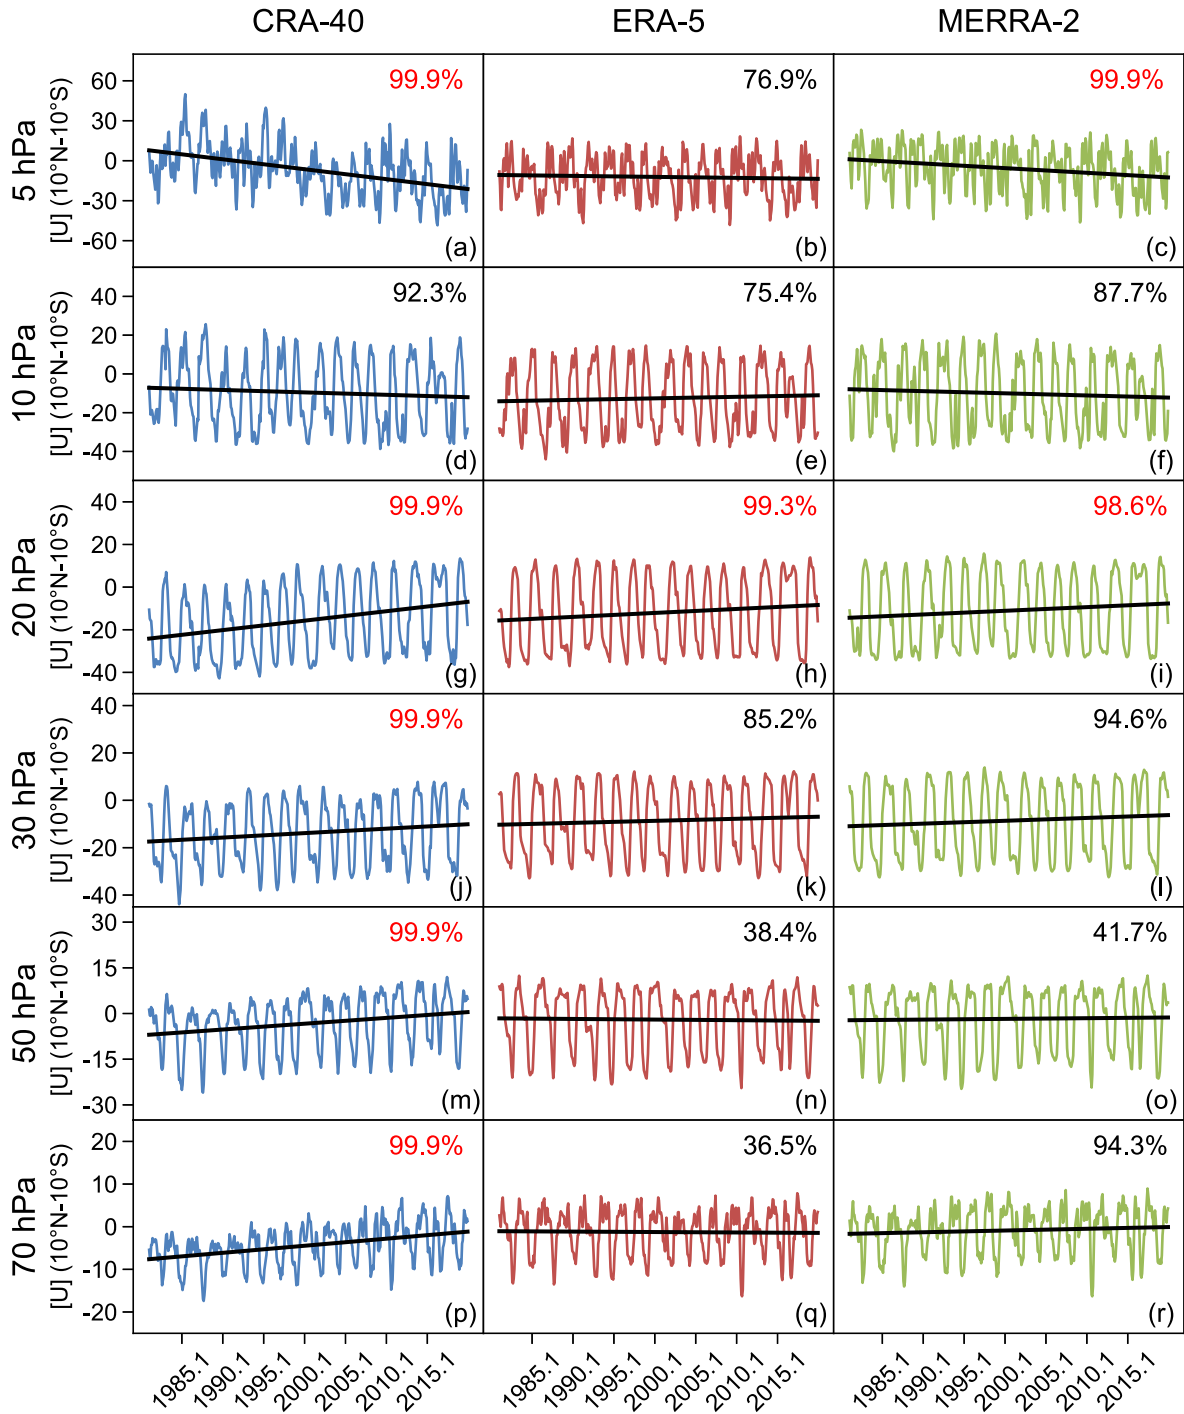 CRA-40 ERA-5 MERRA-2
5 hPa
[U] (10°N-10°S)
60
30
0
-30
-60
99.9%
(a)
76.9%
(b)
99.9%
(c)
10 hPa
[U] (10°N-10°S)
40
20
0
-20
-40
92.3%
(d)
75.4%
(e)
87.7%
(f)
20 hPa
[U] (10°N-10°S)
40
20
0
-20
-40
99.9%
(g)
99.3%
(h)
98.6%
(i)
30 hPa
[U] (10°N-10°S)
40
20
0
-20
-40
99.9%
(j)
85.2%
(k)
94.6%
(l)
50 hPa
[U] (10°N-10°S)
30
15
0
-15
-30
99.9%
(m)
38.4%
(n)
41.7%
(o)
70 hPa
[U] (10°N-10°S)
20
10
0
-10
-20
99.9%
(p)
36.5%
(q)
94.3%
(r)
1985.1 1990.1 1995.1 2000.1 2005.1 2010.1 2015.1
1985.1 1990.1 1995.1 2000.1 2005.1 2010.1 2015.1
1985.1 1990.1 1995.1 2000.1 2005.1 2010.1 2015.1